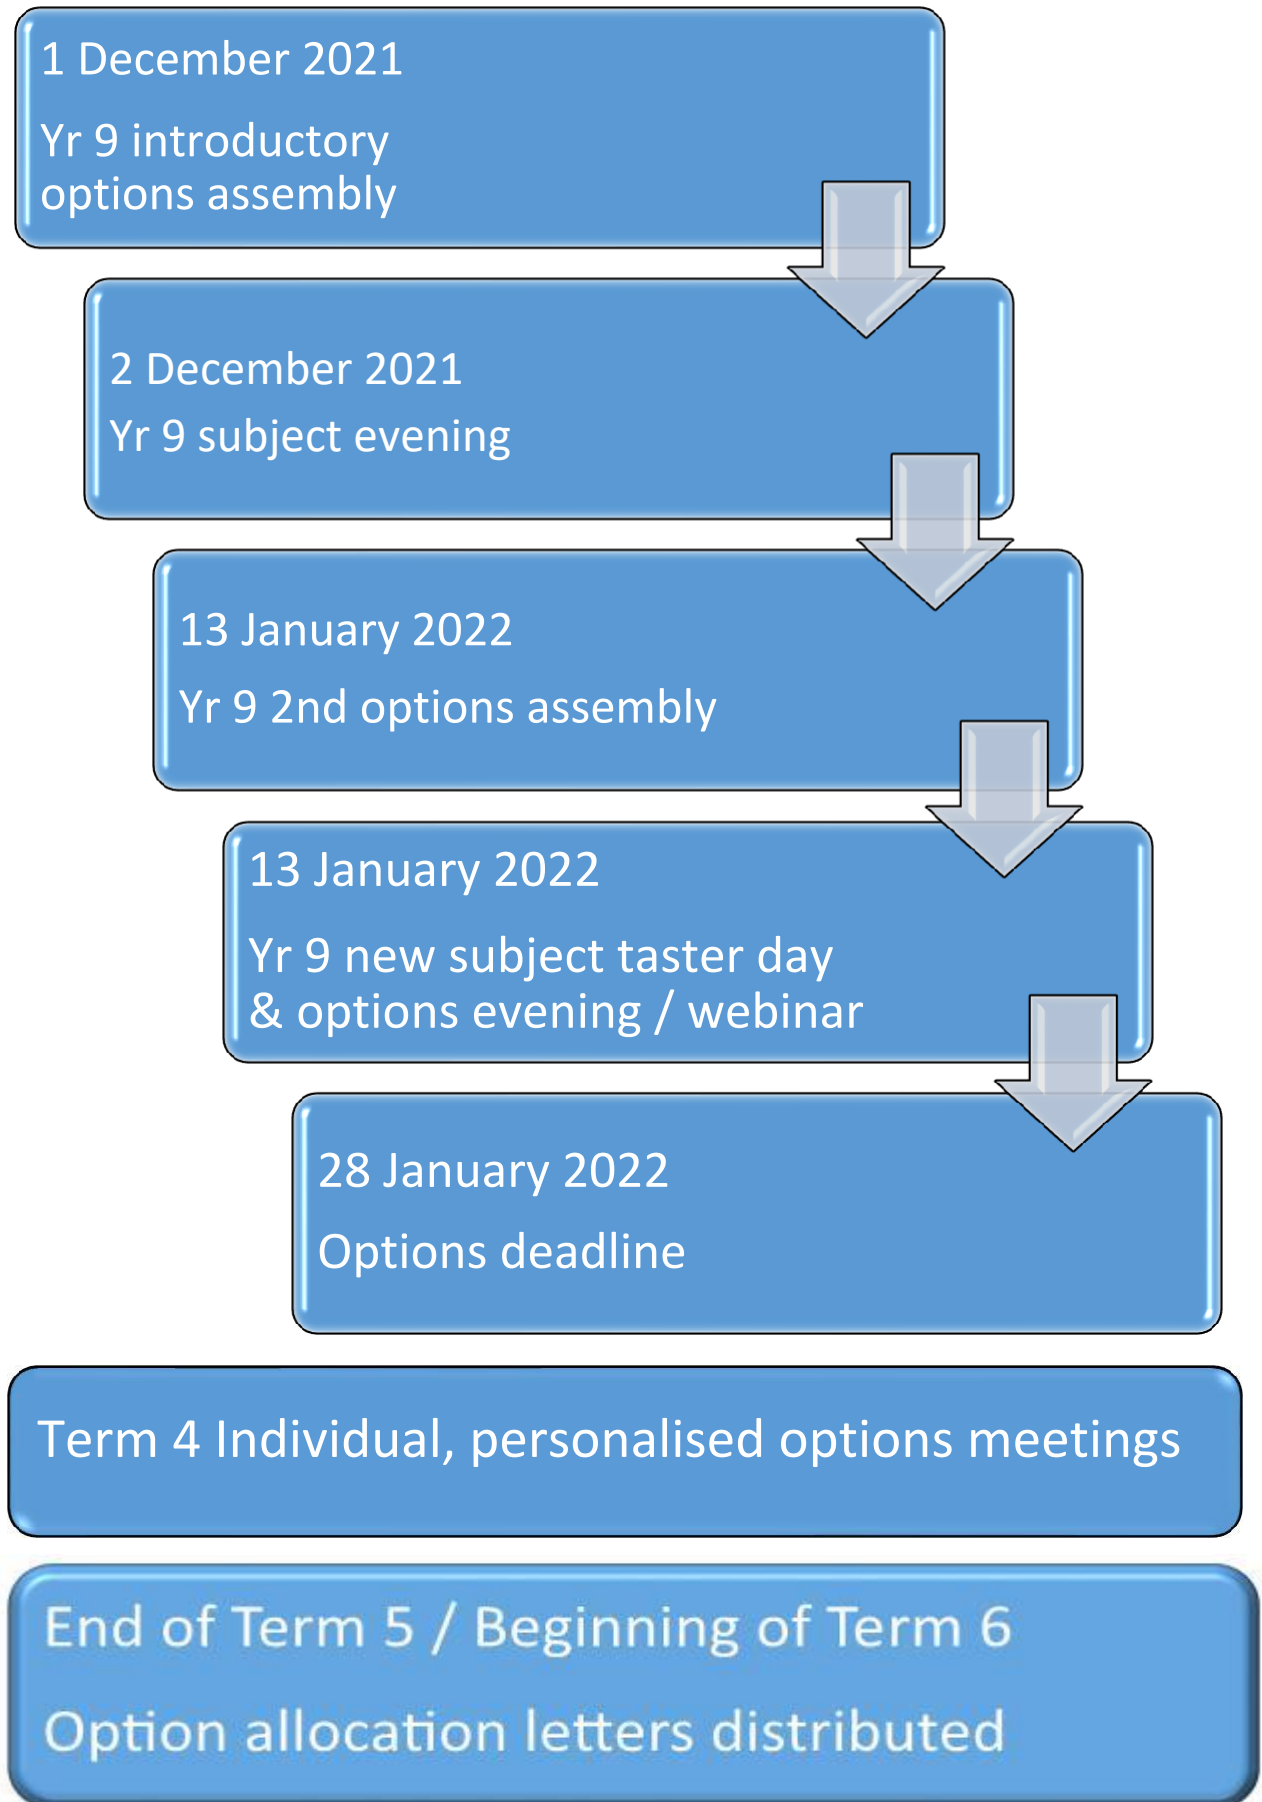 1 December 2021
Yr 9 introductory
options assembly
2 December 2021
Yr 9 subject evening
13 January 2022
Yr 9 2nd options assembly
13 January 2022
Yr 9 new subject taster day
& options evening / webinar
28 January 2022
Options deadline
Term 4 Individual, personalised options meetings
End of Term 5 / Beginning of Term 6
Option allocation letters distributed